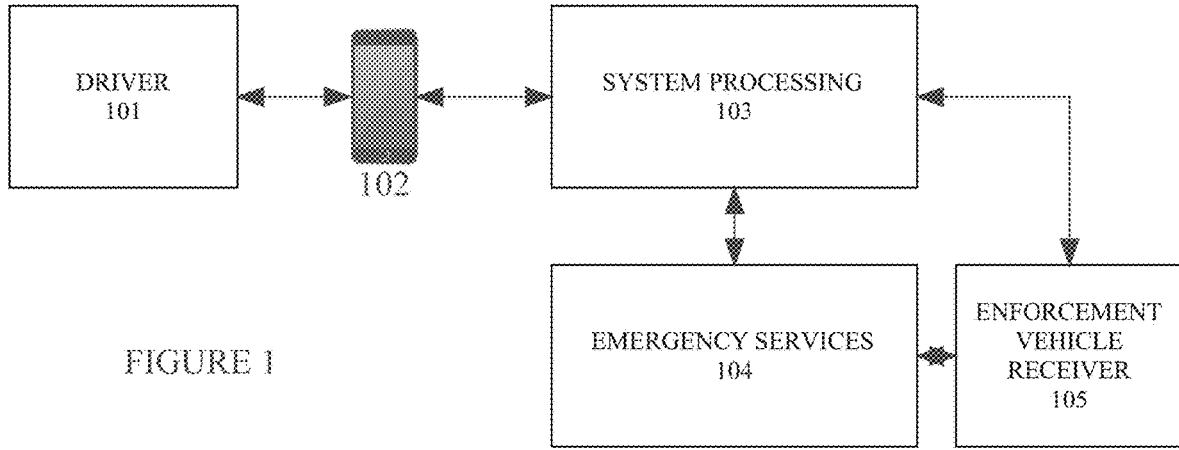 DRIVER
101
102
SYSTEM PROCESSING
103
EMERGENCY SERVICES
104
ENFORCEMENT
VEHICLE
RECEIVER
105
FIGURE 1